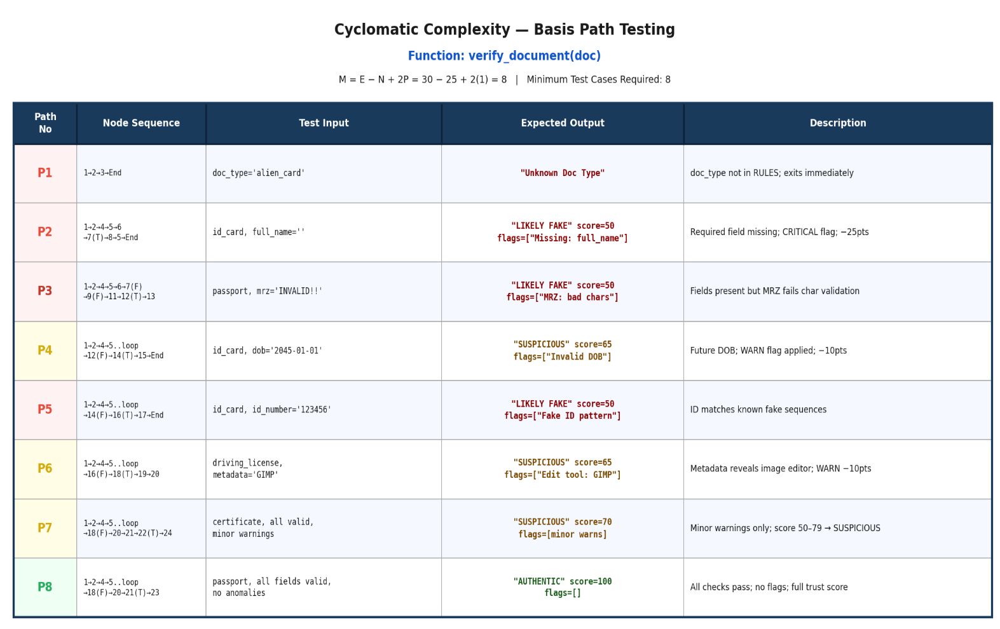 Cyclomatic Complexity — Basis Path Testing
Function: verify_document(doc)
M = E − N + 2P = 30 − 25 + 2(1) = 8   |   Minimum Test Cases Required: 8
Path
No
Node Sequence
Test Input
Expected Output
Description
P1
1→2→3→End
doc_type='alien_card'
"Unknown Doc Type"
doc_type not in RULES; exits immediately
P2
1→2→4→5→6
→7(T)→8→5→End
id_card, full_name=''
"LIKELY FAKE" score=50
flags=["Missing: full_name"]
Required field missing; CRITICAL flag; −25pts
P3
1→2→4→5→6→7(F)
→9(F)→11→12(T)→13
passport, mrz='INVALID!!'
"LIKELY FAKE" score=50
flags=["MRZ: bad chars"]
Fields present but MRZ fails char validation
P4
1→2→4→5..loop
→12(F)→14(T)→15→End
id_card, dob='2045-01-01'
"SUSPICIOUS" score=65
flags=["Invalid DOB"]
Future DOB; WARN flag applied; −10pts
P5
1→2→4→5..loop
→14(F)→16(T)→17→End
id_card, id_number='123456'
"LIKELY FAKE" score=50
flags=["Fake ID pattern"]
ID matches known fake sequences
P6
1→2→4→5..loop
→16(F)→18(T)→19→20
driving_license,
metadata='GIMP'
"SUSPICIOUS" score=65
flags=["Edit tool: GIMP"]
Metadata reveals image editor; WARN −10pts
P7
1→2→4→5..loop
→18(F)→20→21→22(T)→24
certificate, all valid,
minor warnings
"SUSPICIOUS" score=70
flags=[minor warns]
Minor warnings only; score 50–79 → SUSPICIOUS
P8
1→2→4→5..loop
→18(F)→20→21(T)→23
passport, all fields valid,
no anomalies
"AUTHENTIC" score=100
flags=[]
All checks pass; no flags; full trust score